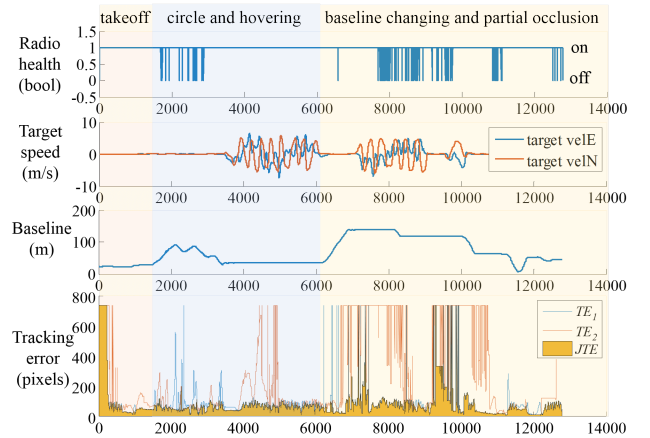 takeoff circle and hovering baseline changing and partial occlusion
Radio health (bool)
1.5
1
0.5
0
-0.5
on
off
0 2000 4000 6000 8000 10000 12000 14000
Target speed (m/s)
10
0
-10
target velE
target velN
0 2000 4000 6000 8000 10000 12000 14000
Baseline (m)
200
100
0
0 2000 4000 6000 8000 10000 12000 14000
Tracking error (pixels)
800
600
400
200
0
TE1
TE2
JTE
0 2000 4000 6000 8000 10000 12000 14000